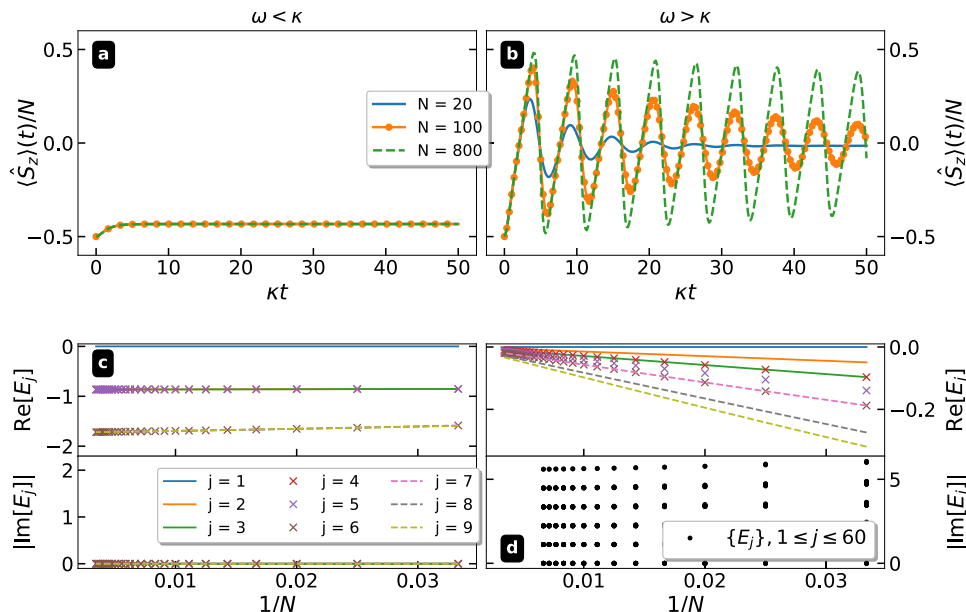 ω < κ
ω > κ
a
b
⟨Ŝz⟩(t)/N
0.5
0.0
−0.5
0 10 20 30 40 50
κt
N = 20
N = 100
N = 800
0.5
0.0
−0.5
⟨Ŝz⟩(t)/N
0 10 20 30 40 50
κt
c
Re[Ej]
0
−1
−2
|Im[Ej]|
2
1
0
j = 1
j = 2
j = 3
j = 4
j = 5
j = 6
j = 7
j = 8
j = 9
0.01 0.02 0.03
1/N
0.0
−0.2
Re[Ej]
d
5
0
|Im[Ej]|
{Ej}, 1 ≤ j ≤ 60
0.01 0.02 0.03
1/N